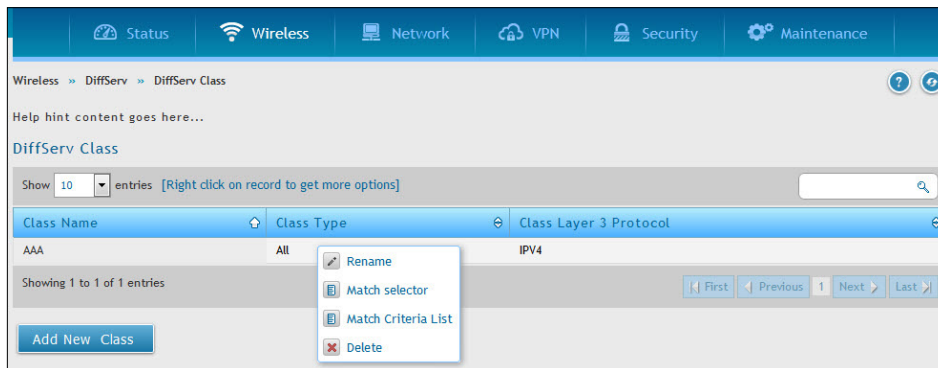 Status Wireless Network VPN Security Maintenance
Wireless » DiffServ » DiffServ Class
Help hint content goes here...
DiffServ Class
Show 10 entries [Right click on record to get more options]
Class Name Class Type Class Layer 3 Protocol
AAA All IPV4
Rename
Showing 1 to 1 of 1 entries First Previous 1 Next Last
Match selector
Match Criteria List
Add New Class
Delete